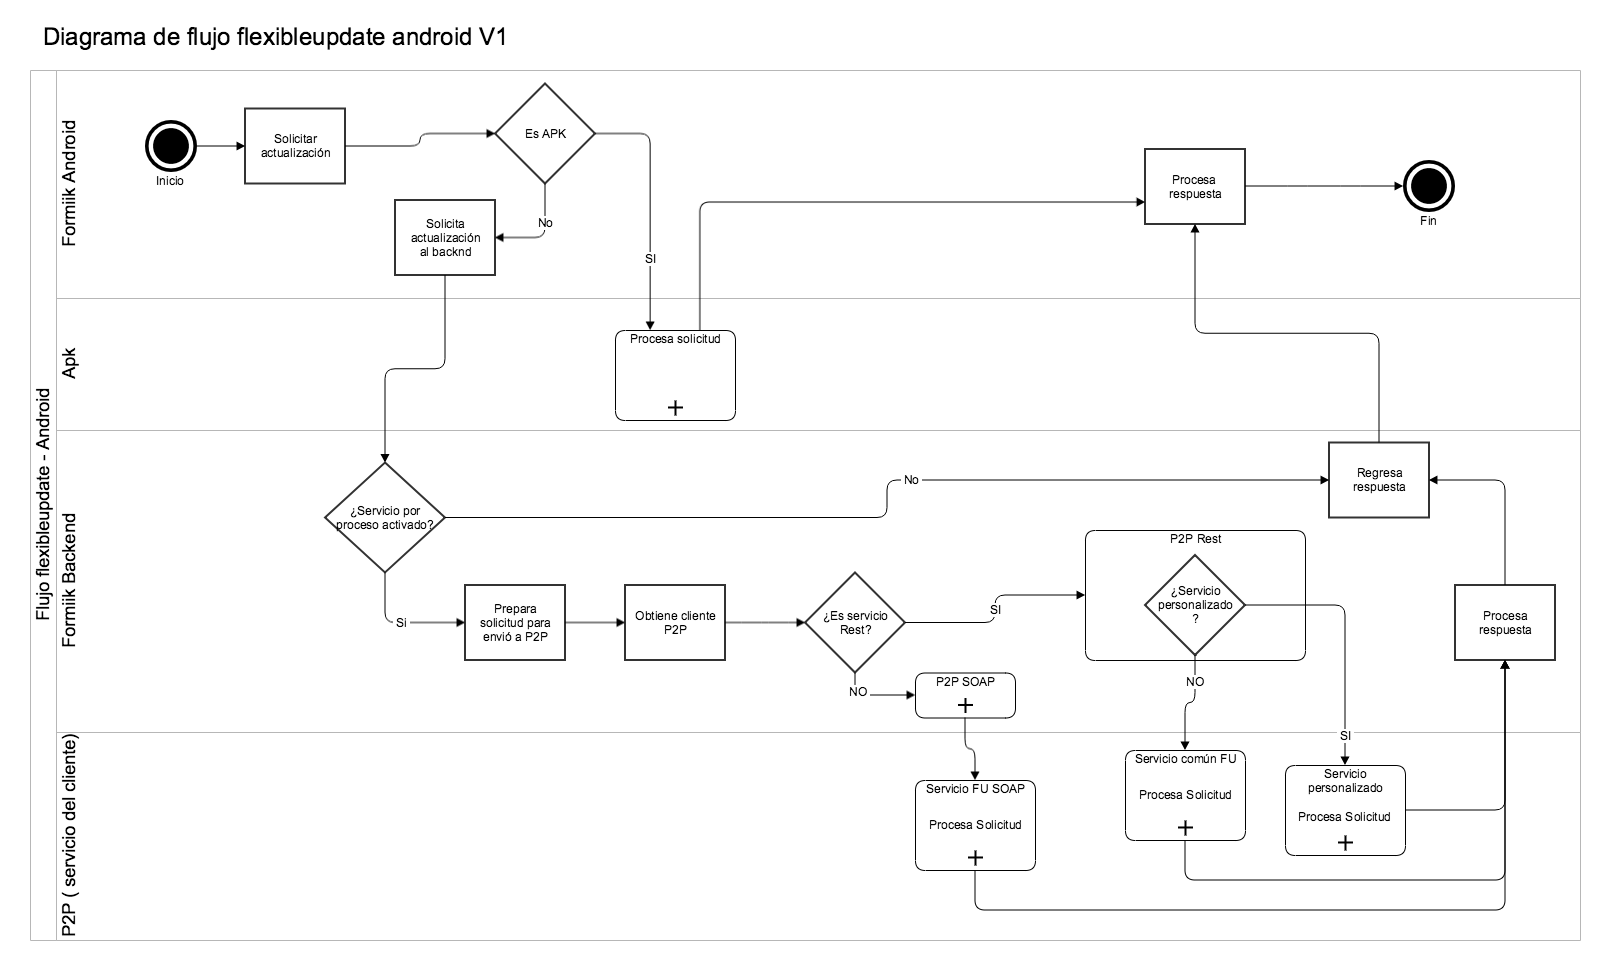 Diagrama de flujo flexibleupdate android V1
Flujo flexibleupdate - Android
Formiik Android
Inicio
Solicitar
actualización
Es APK
No
SI
Solicita
actualización
al backnd
Procesa
respuesta
Fin
Apk
Procesa solicitud
Formiik Backend
¿Servicio por
proceso activado?
No
Si
Regresa
respuesta
Prepara
solicitud para
envió a P2P
Obtiene cliente
P2P
¿Es servicio
Rest?
SI
NO
P2P SOAP
P2P Rest
¿Servicio
personalizado
?
NO
SI
Procesa
respuesta
P2P ( servicio del cliente)
Servicio FU SOAP
Procesa Solicitud
Servicio común FU
Procesa Solicitud
Servicio
personalizado
Procesa Solicitud